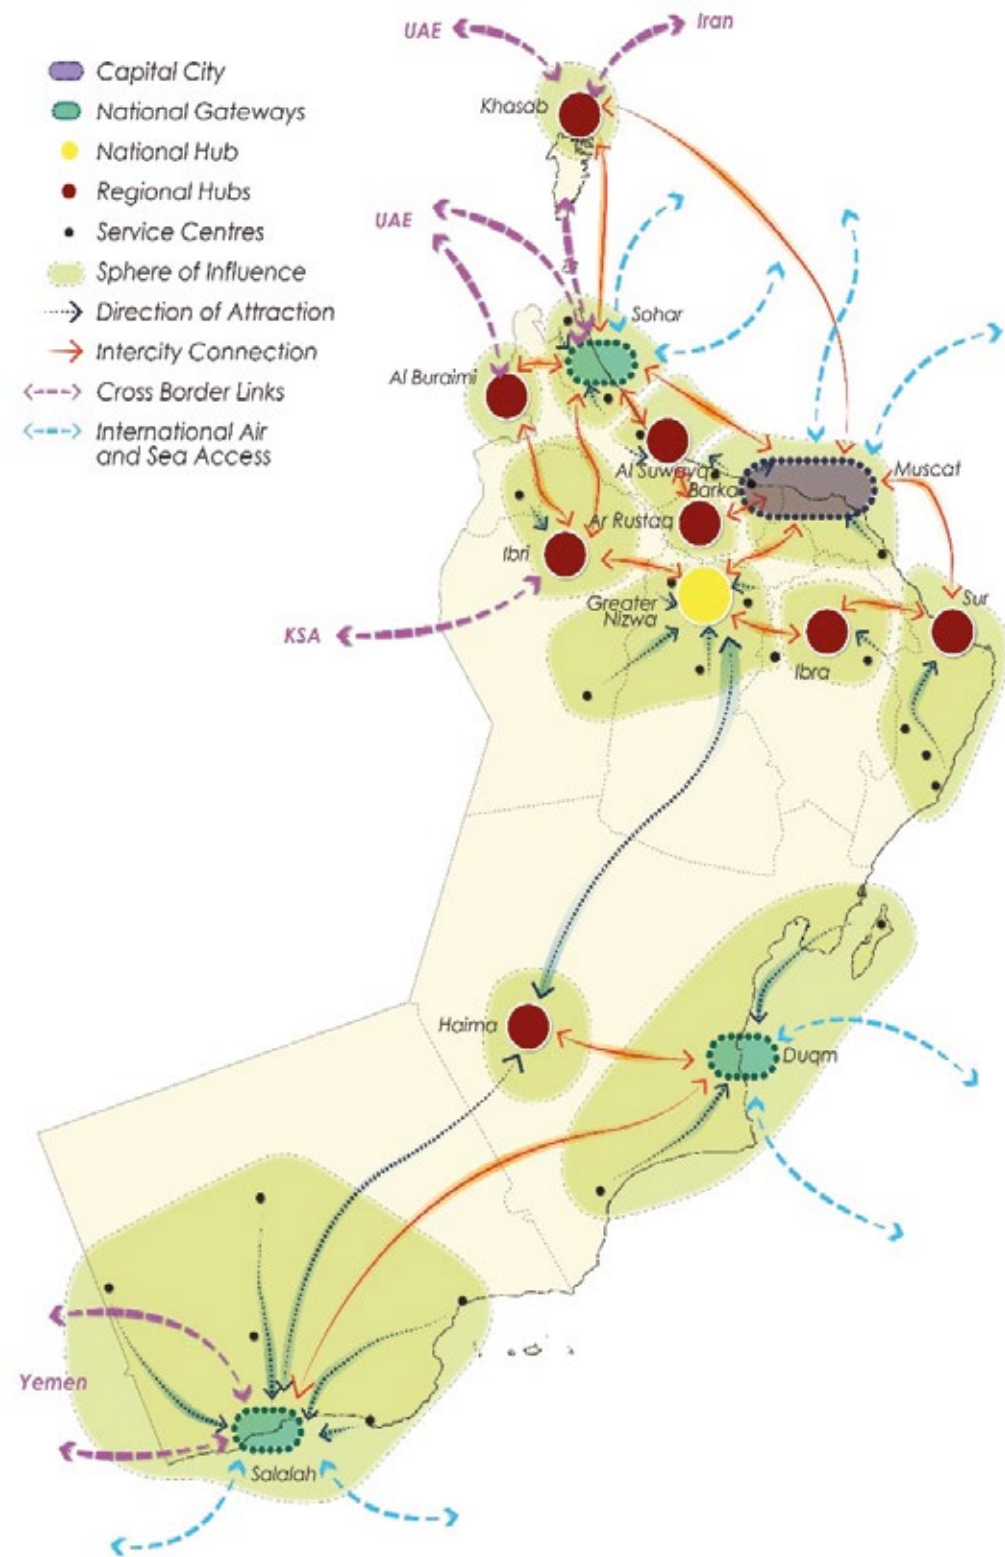 UAE
Iran
Capital City
National Gateways
National Hub
Regional Hubs
Service Centres
Sphere of Influence
Direction of Attraction
Intercity Connection
Cross Border Links
International Air
and Sea Access
Khasab
UAE
Sohar
Al Buraimi
Al Suwayq
Muscat
Barka
Ar Rustaq
Ibri
Greater
Nizwa
Sur
KSA
Ibra
Haima
Duqm
Yemen
Salalah